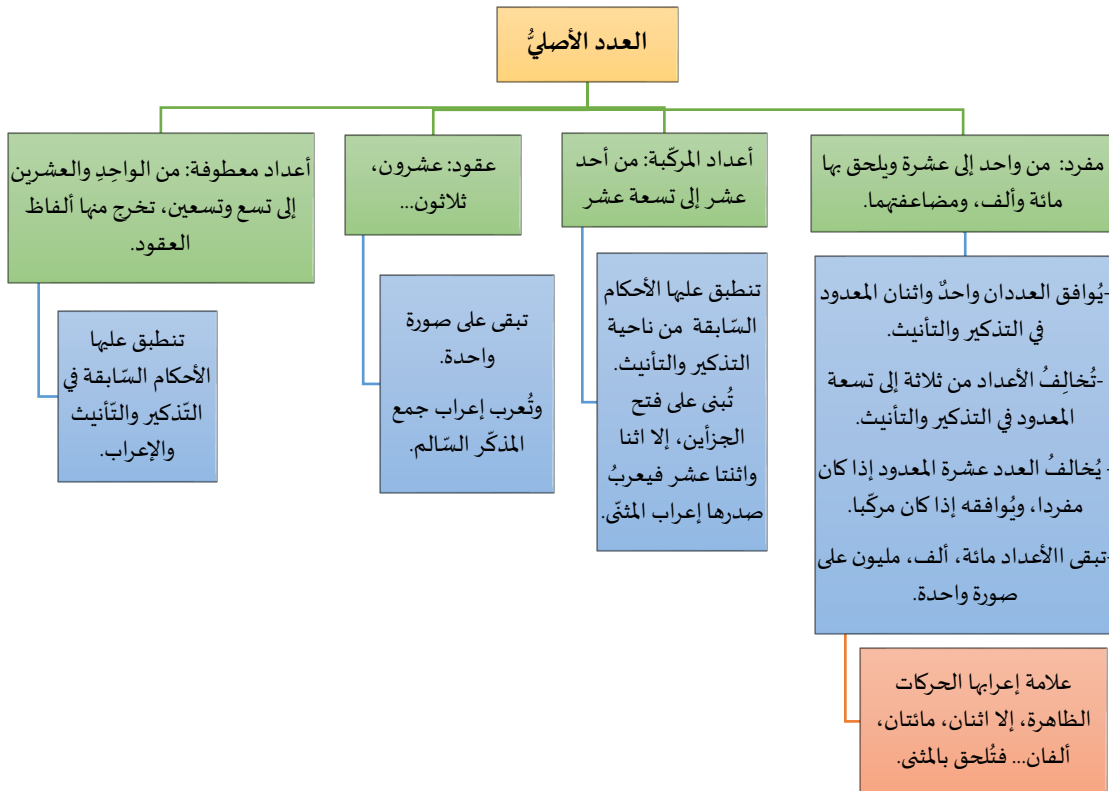 العدد الأصليُّ
مفرد: من واحد إلى عشرة ويلحق بها
مائة وألف، ومضاعفتهما.
-يُوافق العددان واحدٌ واثنان المعدود
في التذكير والتأنيث.
-تُخالِفُ الأعداد من ثلاثة إلى تسعة
المعدود في التذكير والتأنيث.
- يُخالفُ العدد عشرة المعدود إذا كان
مفردا، ويُوافقه إذا كان مركّبا.
-تبقى االأعداد مائة، ألف، مليون على
صورة واحدة.
علامة إعرابها الحركات
الظاهرة، إلا اثنان، مائتان،
ألفان... فتُلحق بالمثنى.
أعداد المركّبة: من أحد
عشر إلى تسعة عشر
تنطبق عليها الأحكام
السّابقة من ناحية
التذكير والتأنيث.
تُبنى على فتح
الجزأين، إلا اثنا
واثنتا عشر فيعربُ
صدرها إعراب المثنّى.
عقود: عشرون،
ثلاثون...
تبقى على صورة
واحدة.
وتُعرب إعراب جمع
المذكّر السّالم.
أعداد معطوفة: من الواحِدِ والعشرين
إلى تسع وتسعين، تخرج منها ألفاظ
العقود.
تنطبق عليها
الأحكام السّابقة في
التّذكير والتّأنيث
والإعراب.